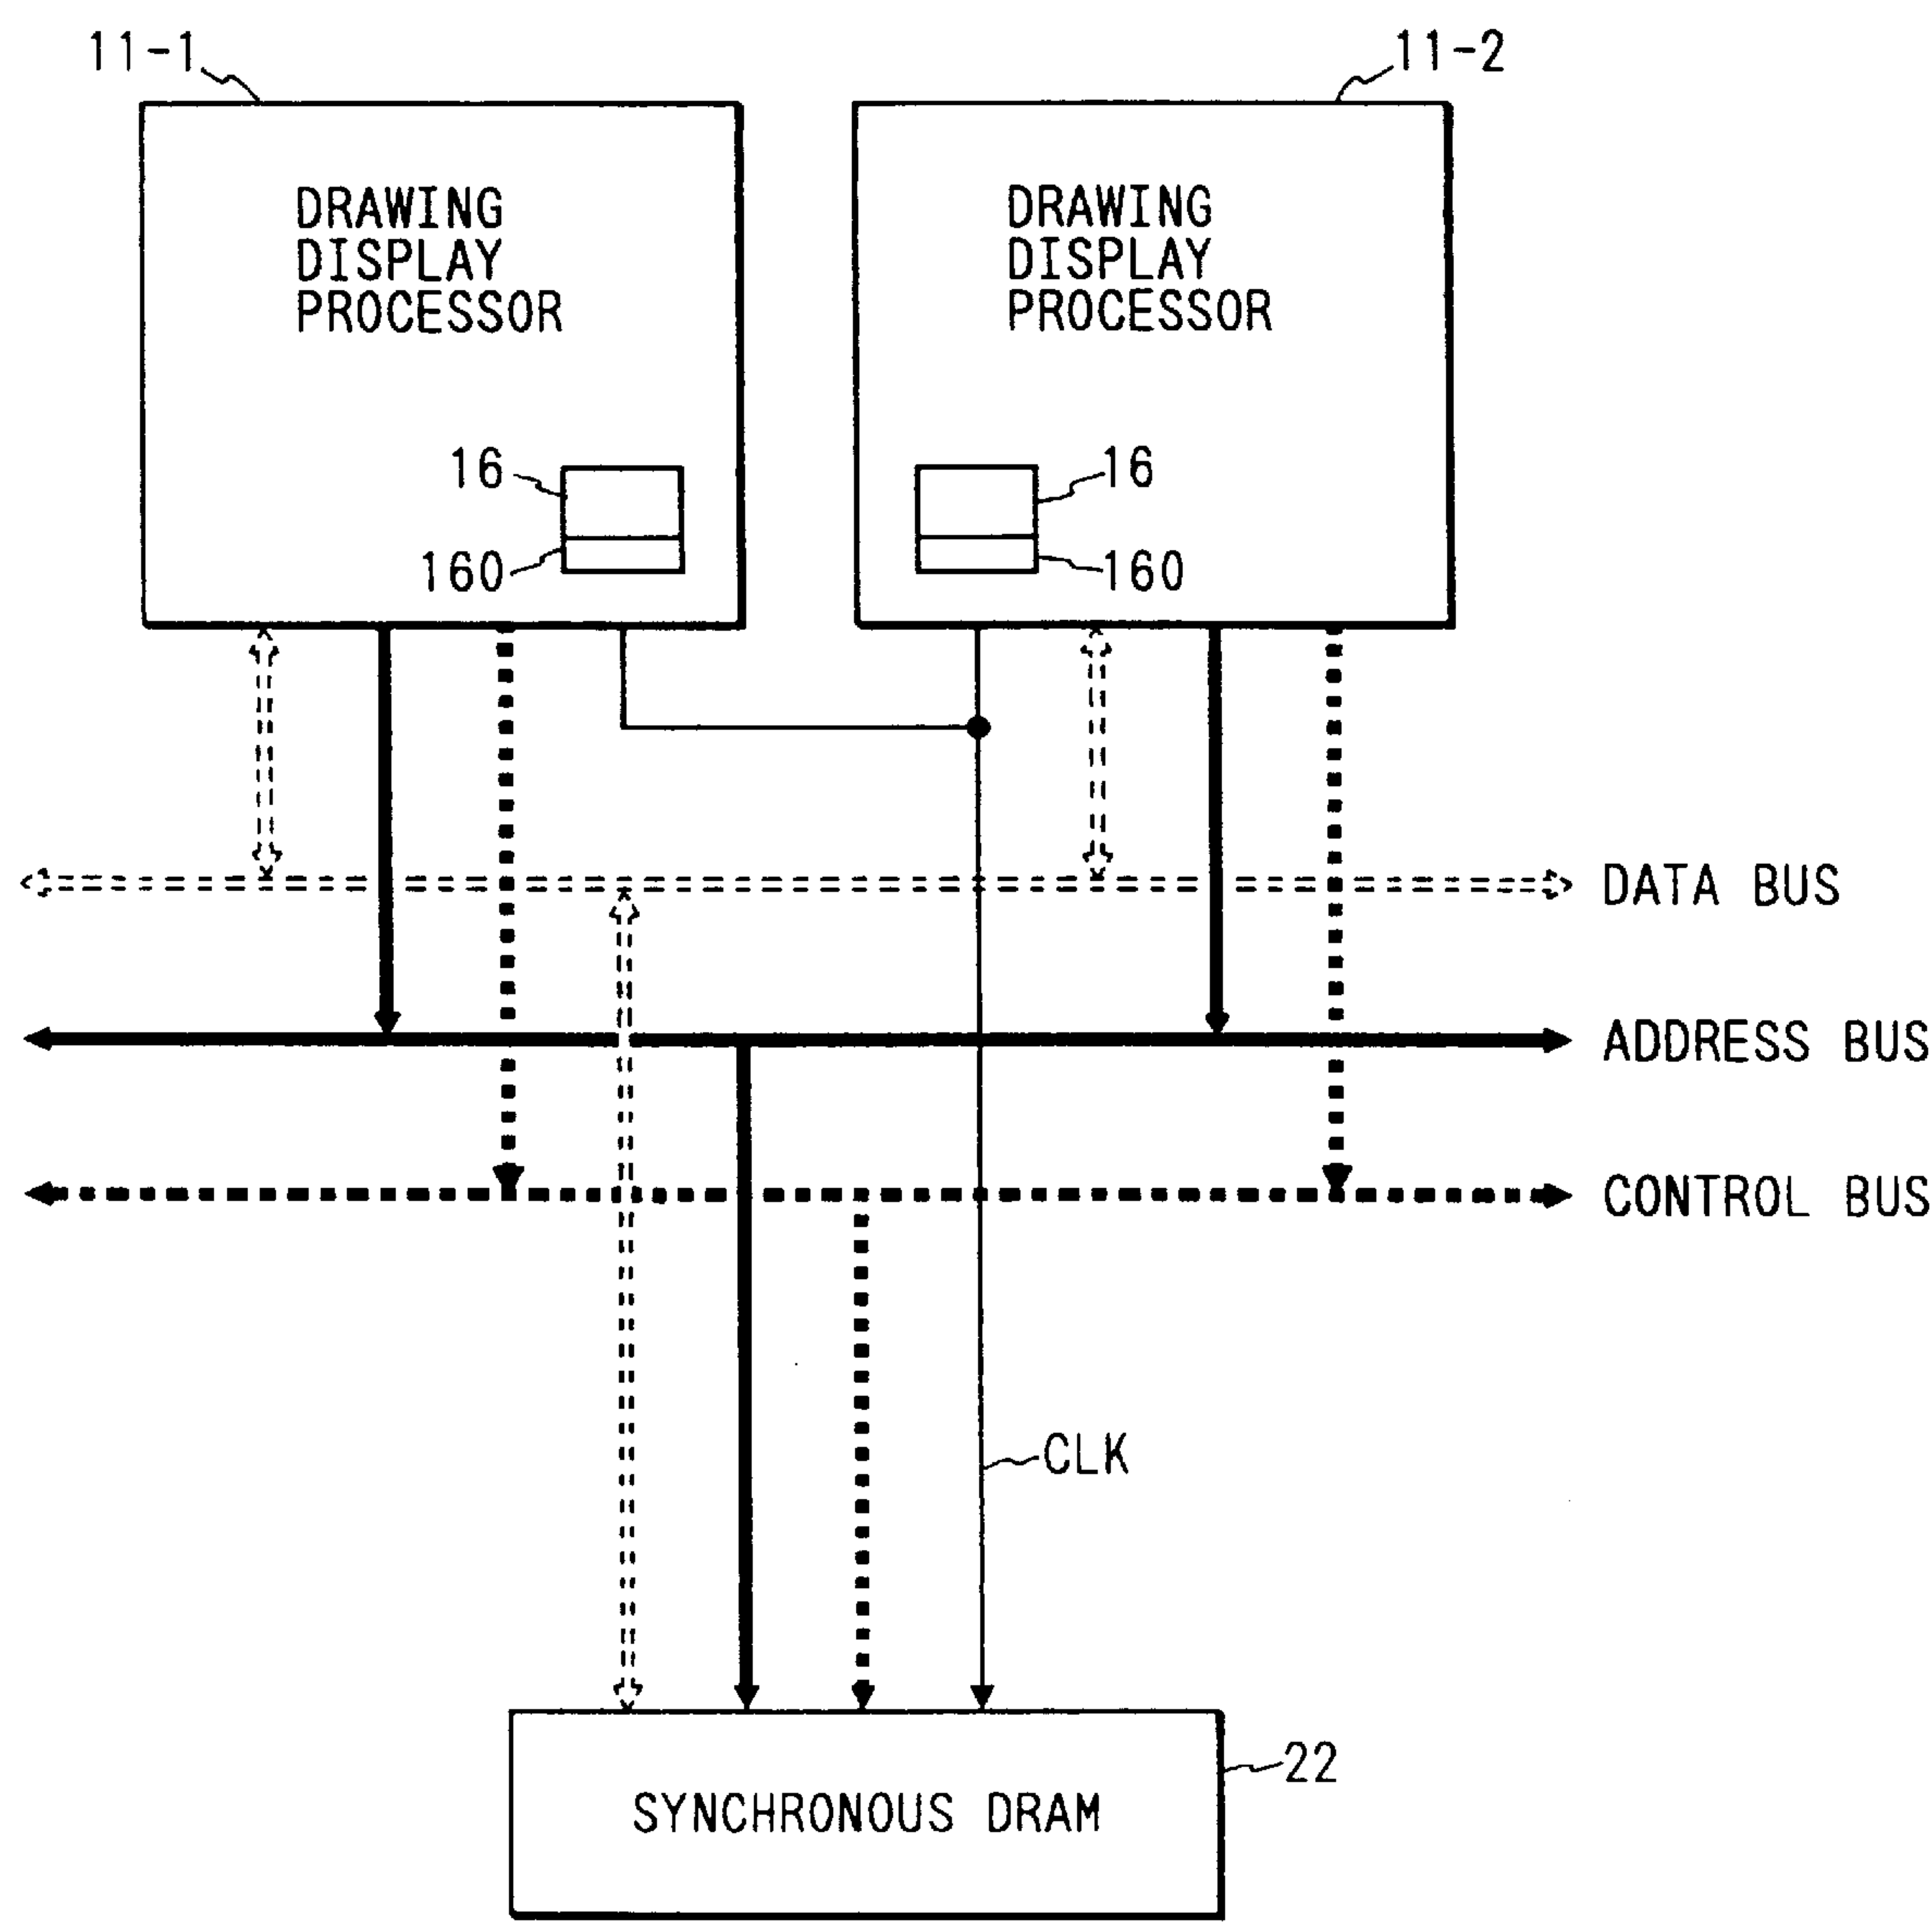 11-1
11-2
DRAWING
DISPLAY
PROCESSOR
DRAWING
DISPLAY
PROCESSOR
16
160
16
160
DATA BUS
ADDRESS BUS
CONTROL BUS
CLK
22
SYNCHRONOUS DRAM